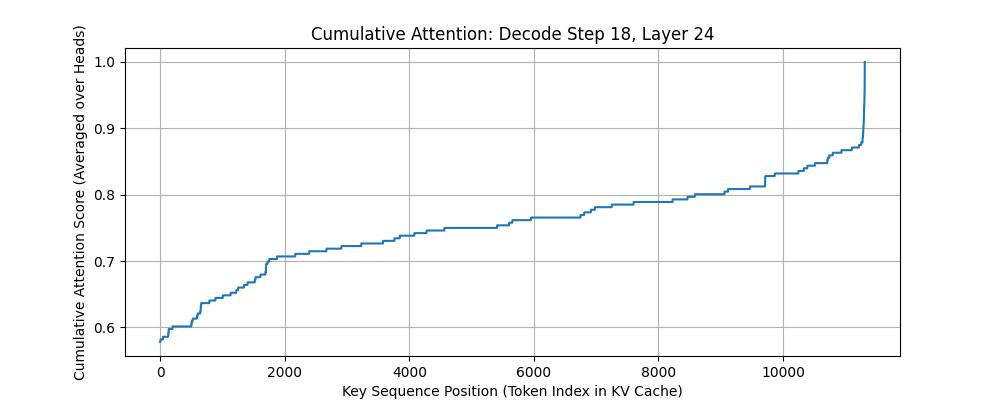 Cumulative Attention: Decode Step 18, Layer 24
Cumulative Attention Score (Averaged over Heads)
1.0
0.9
0.8
0.7
0.6
0 2000 4000 6000 8000 10000
Key Sequence Position (Token Index in KV Cache)